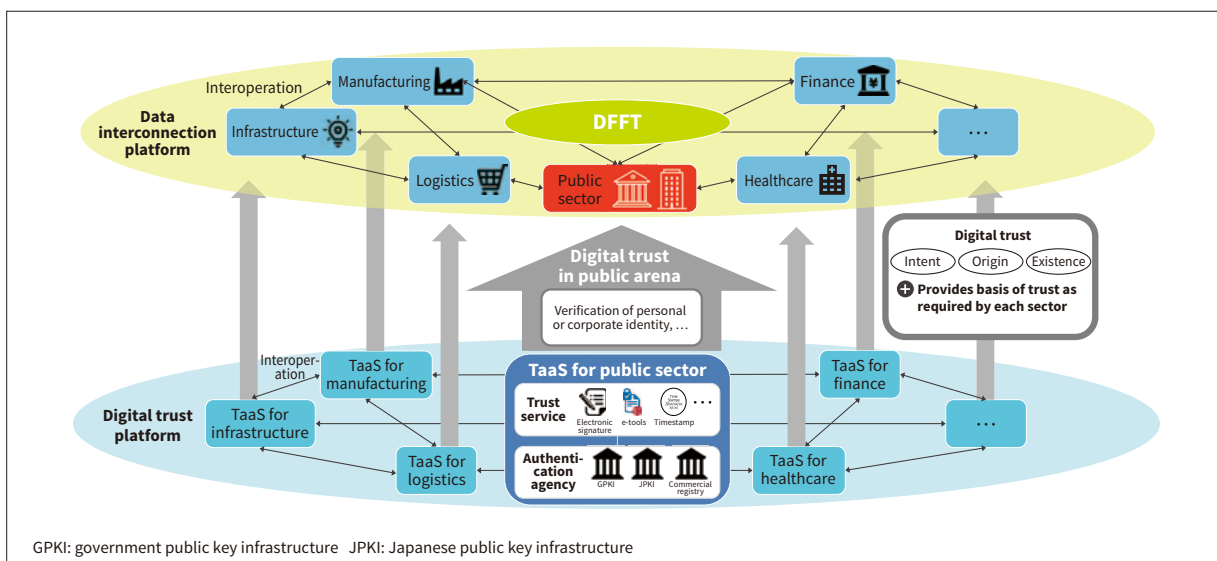 Interoperation
Manufacturing
Finance
DFFT
Data
interconnection
platform
Infrastructure
...
Logistics
Public
sector
Healthcare
Digital trust
in public arena
Verification of personal
or corporate identity, ...
Digital trust
Intent
Origin
Existence
Provides basis of trust as
required by each sector
Interoper-
ation
TaaS for
manufacturing
TaaS for public sector
TaaS for
finance
Trust
service
Electronic
signature
e-tools
Timestamp
...
Digital trust
platform
TaaS for
infrastructure
...
TaaS for
logistics
Authenti-
cation
agency
GPKI
JPKI
Commercial
registry
TaaS for
healthcare
GPKI: government public key infrastructure JPKI: Japanese public key infrastructure